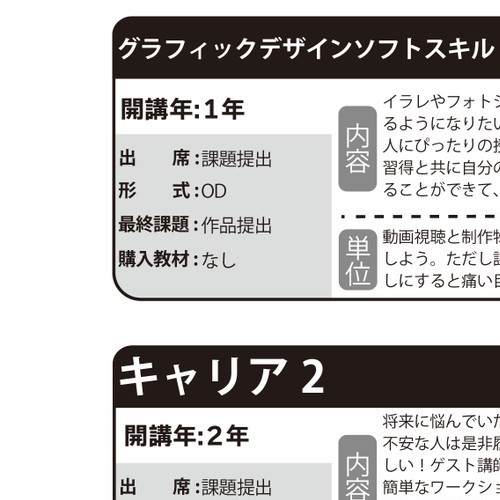 グラフィックデザインソフトスキル
開講年:1年
出　席:課題提出
形　式:OD
最終課題:作品提出
購入教材:なし
内容
イラレやフォトシ
るようになりたい
人にぴったりの授
習得と共に自分の
ることができて、
単位
動画視聴と制作物
しよう。ただし
しにすると痛い目
キャリア 2
開講年:2年
出　席:課題提出
内容
将来に悩んでいた
不安な人は是非
しい！ゲスト講師
簡単なワークショ